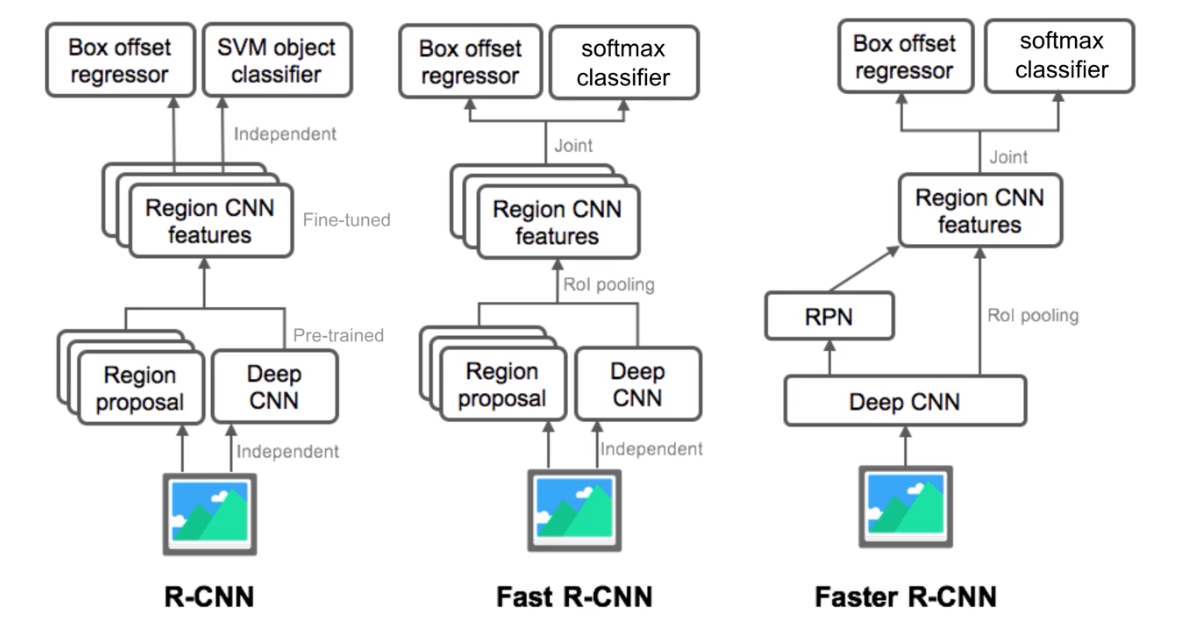 Box offset
regressor
SVM object
classifier
Independent
Region CNN
features
Fine-tuned
Pre-trained
Region
proposal
Deep
CNN
Independent
R-CNN
Box offset
regressor
softmax
classifier
Joint
Region CNN
features
RoI pooling
Region
proposal
Deep
CNN
Independent
Fast R-CNN
Box offset
regressor
softmax
classifier
Joint
Region CNN
features
RPN
RoI pooling
Deep CNN
Faster R-CNN